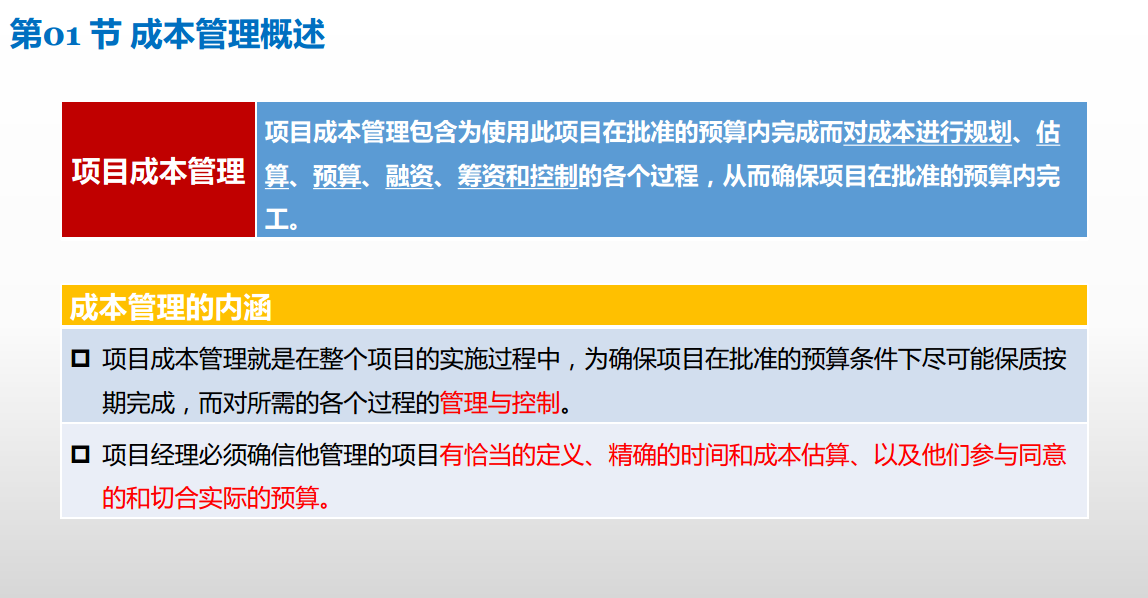 第01 节 成本管理概述
项目成本管理
项目成本管理包含为使用此项目在批准的预算内完成而对成本进行规划、估
算、预算、融资、筹资和控制的各个过程，从而确保项目在批准的预算内完
工。
成本管理的内涵
项目成本管理就是在整个项目的实施过程中，为确保项目在批准的预算条件下尽可能保质按
期完成，而对所需的各个过程的管理与控制。
项目经理必须确信他管理的项目有恰当的定义、精确的时间和成本估算、以及他们参与同意
的和切合实际的预算。